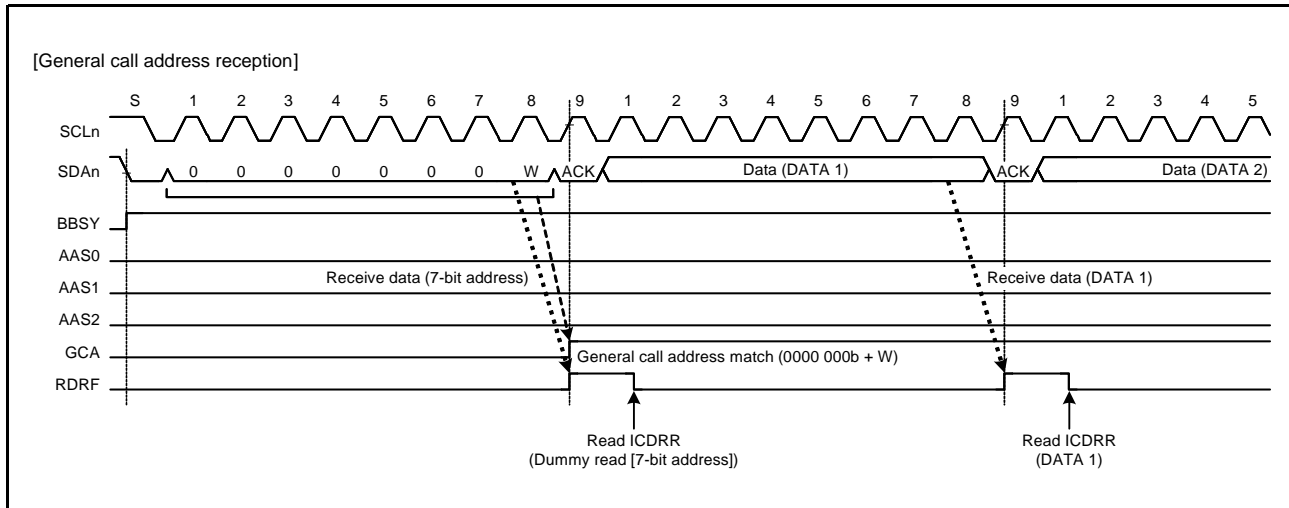 [General call address reception]
S 1 2 3 4 5 6 7 8 9 1 2 3 4 5 6 7 8 9 1 2 3 4 5
SCLn
SDAn 0 0 0 0 0 0 0 W ACK Data (DATA 1) ACK Data (DATA 2)
BBSY
AAS0
Receive data (7-bit address) Receive data (DATA 1)
AAS1
AAS2
GCA General call address match (0000 000b + W)
RDRF
Read ICDRR Read ICDRR
(Dummy read [7-bit address]) (DATA 1)